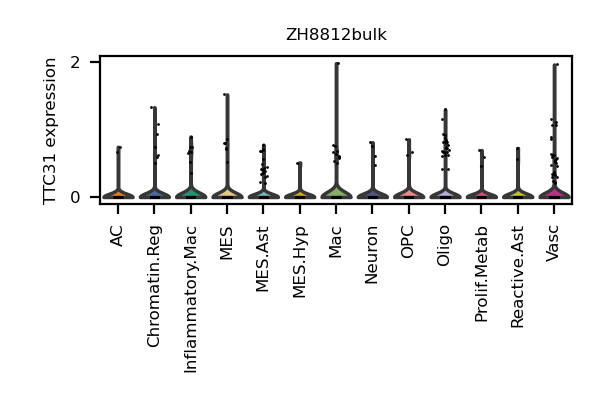 ZH8812bulk
TTC31 expression
2
0
AC
Chromatin.Reg
Inflammatory.Mac
MES
MES.Ast
MES.Hyp
Mac
Neuron
OPC
Oligo
Prolif.Metab
Reactive.Ast
Vasc